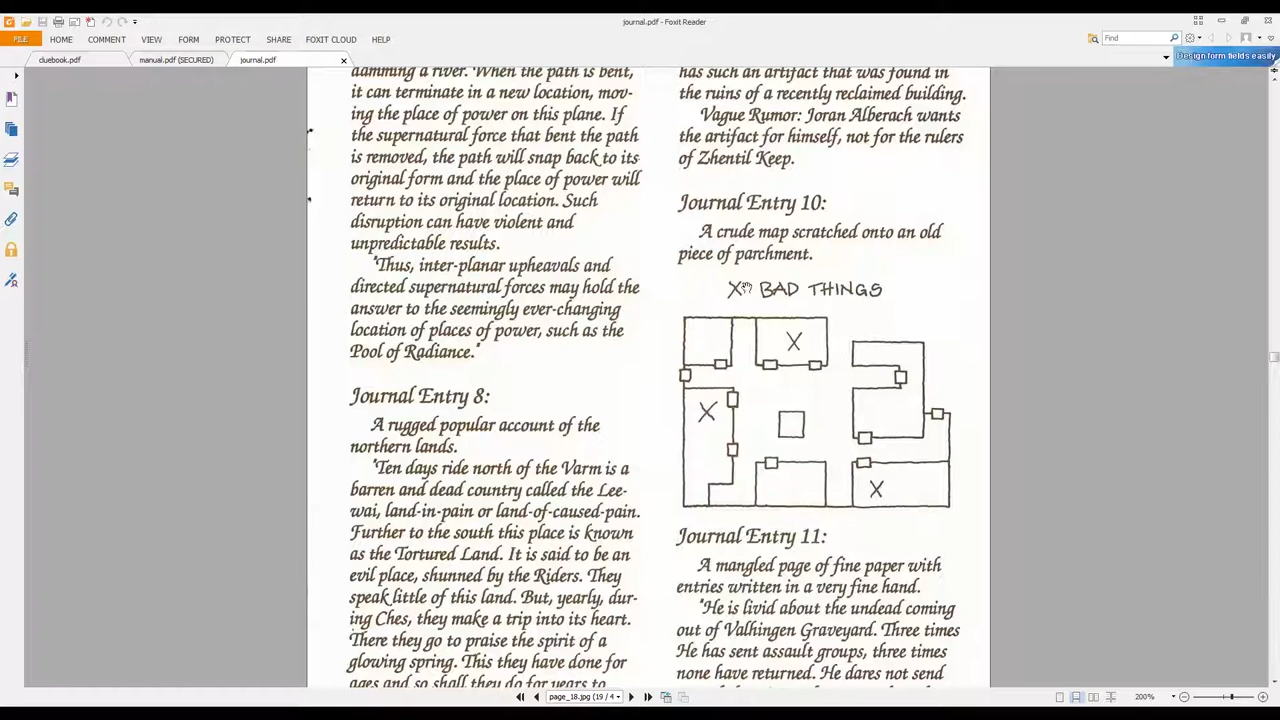 journal.pdf - Foxit Reader
FILE
HOME
COMMENT
VIEW
FORM
PROTECT
SHARE
FOXIT CLOUD
HELP
Find
Design form fields easily
cluebook.pdf
manual.pdf (SECURED)
journal.pdf
damming a river. When the path is bent,
it can terminate in a new location, mov-
ing the place of power on this plane. If
the supernatural force that bent the path
is removed, the path will snap back to its
original form and the place of power will
return to its original location. Such
disruption can have violent and
unpredictable results.
"Thus, inter-planar upheavals and
directed supernatural forces may hold the
answer to the seemingly ever-changing
location of places of power, such as the
Pool of Radiance."
Journal Entry 8:
A rugged popular account of the
northern lands.
"Ten days ride north of the Varm is a
barren and dead country called the Lee-
wai, land-in-pain or land-of-caused-pain.
Further to the south this place is known
as the Tortured Land. It is said to be an
evil place, shunned by the Riders. They
speak little of this land. But, yearly, dur-
ing Ches, they make a trip into its heart.
There they go to praise the spirit of a
glowing spring. This they have done for
ages and so shall they do for years to
has such an artifact that was found in
the ruins of a recently reclaimed building.
Vague Rumor: Joran Alberach wants
the artifact for himself, not for the rulers
of Zhentil Keep.
Journal Entry 10:
A crude map scratched onto an old
piece of parchment.
X BAD THINGS
X
X
X
Journal Entry 11:
A mangled page of fine paper with
entries written in a very fine hand.
"He is livid about the undead coming
out of Valhingen Graveyard. Three times
He has sent assault groups, three times
none have returned. He dares not send
page_18.jpg (19 / 4
200%